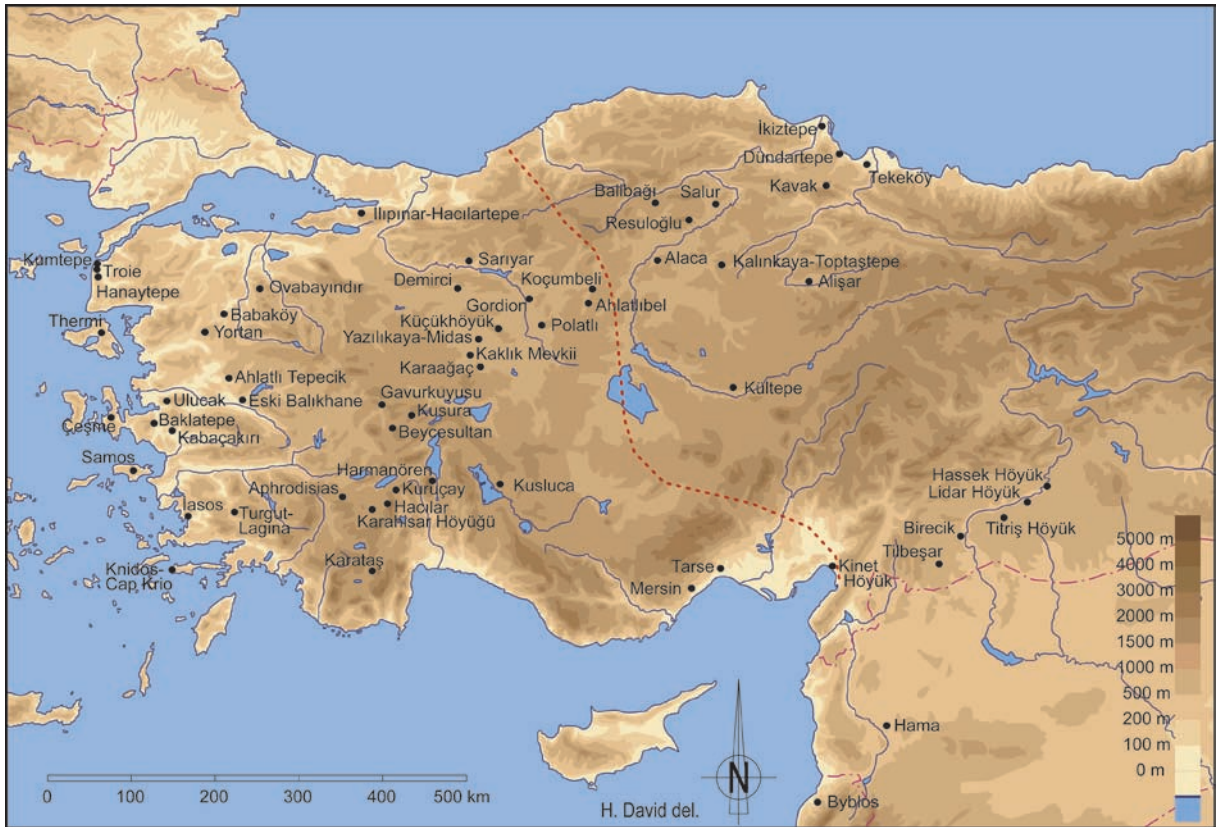 İkiztepe
Dündartepe
Tekeköy
Kavak
Balıbağı
Salur
Resuloğlu
Ilıpınar-Hacılartepe
Kumtepe
Troie
Hanaytepe
Sarıyar
Alaca
Kalınkaya-Toptaştepe
Alişar
Demirci
Koçumbeli
Ovabayındır
Gordion
Ahlatlıbel
Babaköy
Thermi
Yortan
Küçükhöyük
Polatlı
Yazılıkaya-Midas
Kaklık Mevkii
Karaağaç
Ahlatlı Tepecik
Kültepe
Ulucak
Eski Balıkhane
Gavurkuyusu
Kusura
Çeşme
Baklatepe
Kabaçakırı
Beycesultan
Samos
Harmanören
Kuruçay
Kusluca
Aphrodisias
Hacılar
Karahisar Höyüğü
Iasos
Turgut-
Lagina
Hassek Höyük
Lidar Höyük
Titriş Höyük
Birecik
Tilbeşar
Knidos-
Cap Krio
Karataş
Tarse
Mersin
Kinet
Höyük
Hama
Byblos
5000 m
4000 m
3000 m
2000 m
1500 m
1000 m
500 m
200 m
100 m
0 m
0 100 200 300 400 500 km
N
H. David del.